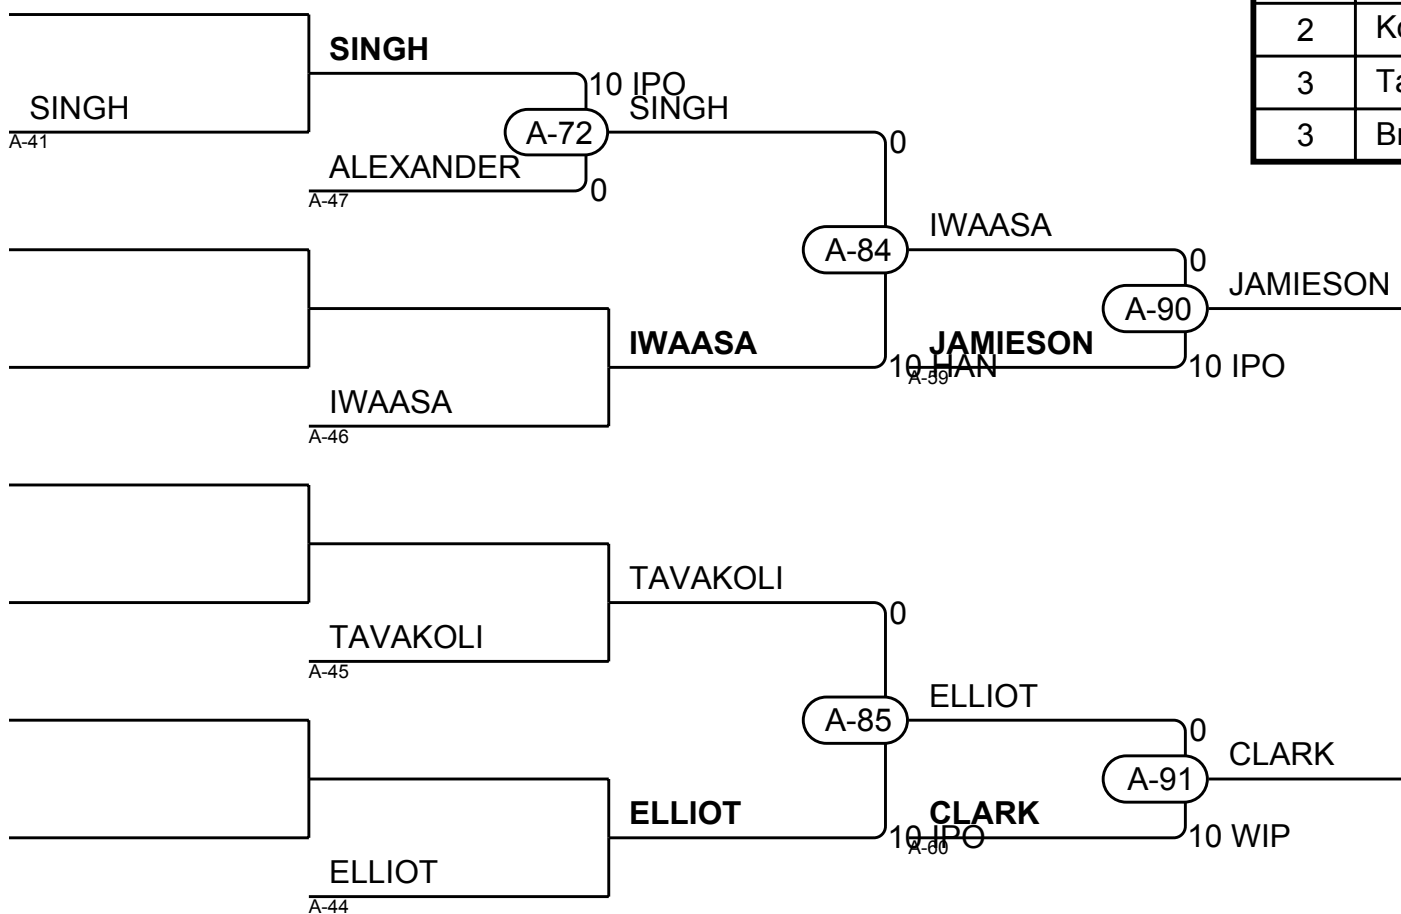 SINGH
10 IPO
SINGH
SINGH
A-41
A-72
0
ALEXANDER
0
A-47
IWAASA
A-84
0
JAMIESON
A-90
IWAASA
JAMIESON
10 HAN
A-59
10 IPO
IWAASA
A-46
TAVAKOLI
0
TAVAKOLI
A-45
ELLIOT
A-85
0
CLARK
A-91
ELLIOT
CLARK
10 IPO
A-60
10 WIP
ELLIOT
A-44
2
3
3